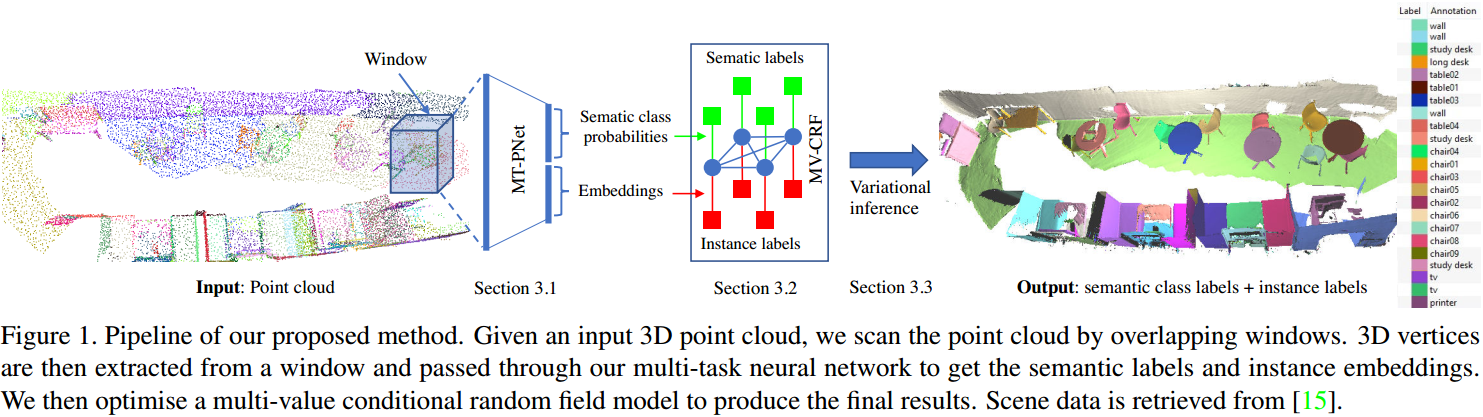 Label Annotation
wall
wall
study desk
long desk
table02
table01
table03
wall
table04
study desk
chair04
chair01
chair03
chair05
chair02
chair06
chair07
chair08
chair09
study desk
tv
tv
printer
Window
MT-PNet
Sematic class
probabilities
Embeddings
Sematic labels
Instance labels
MV-CRF
Variational
inference
Input: Point cloud
Section 3.1
Section 3.2
Section 3.3
Output: semantic class labels + instance labels
Figure 1. Pipeline of our proposed method. Given an input 3D point cloud, we scan the point cloud by overlapping windows. 3D vertices
are then extracted from a window and passed through our multi-task neural network to get the semantic labels and instance embeddings.
We then optimise a multi-value conditional random field model to produce the final results. Scene data is retrieved from [15].